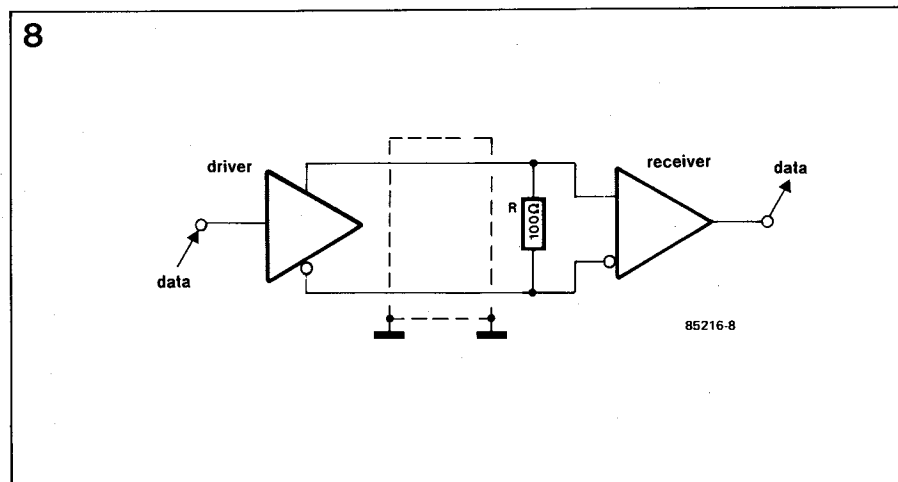 8
driver
receiver
data
R
100Ω
data
85216-8